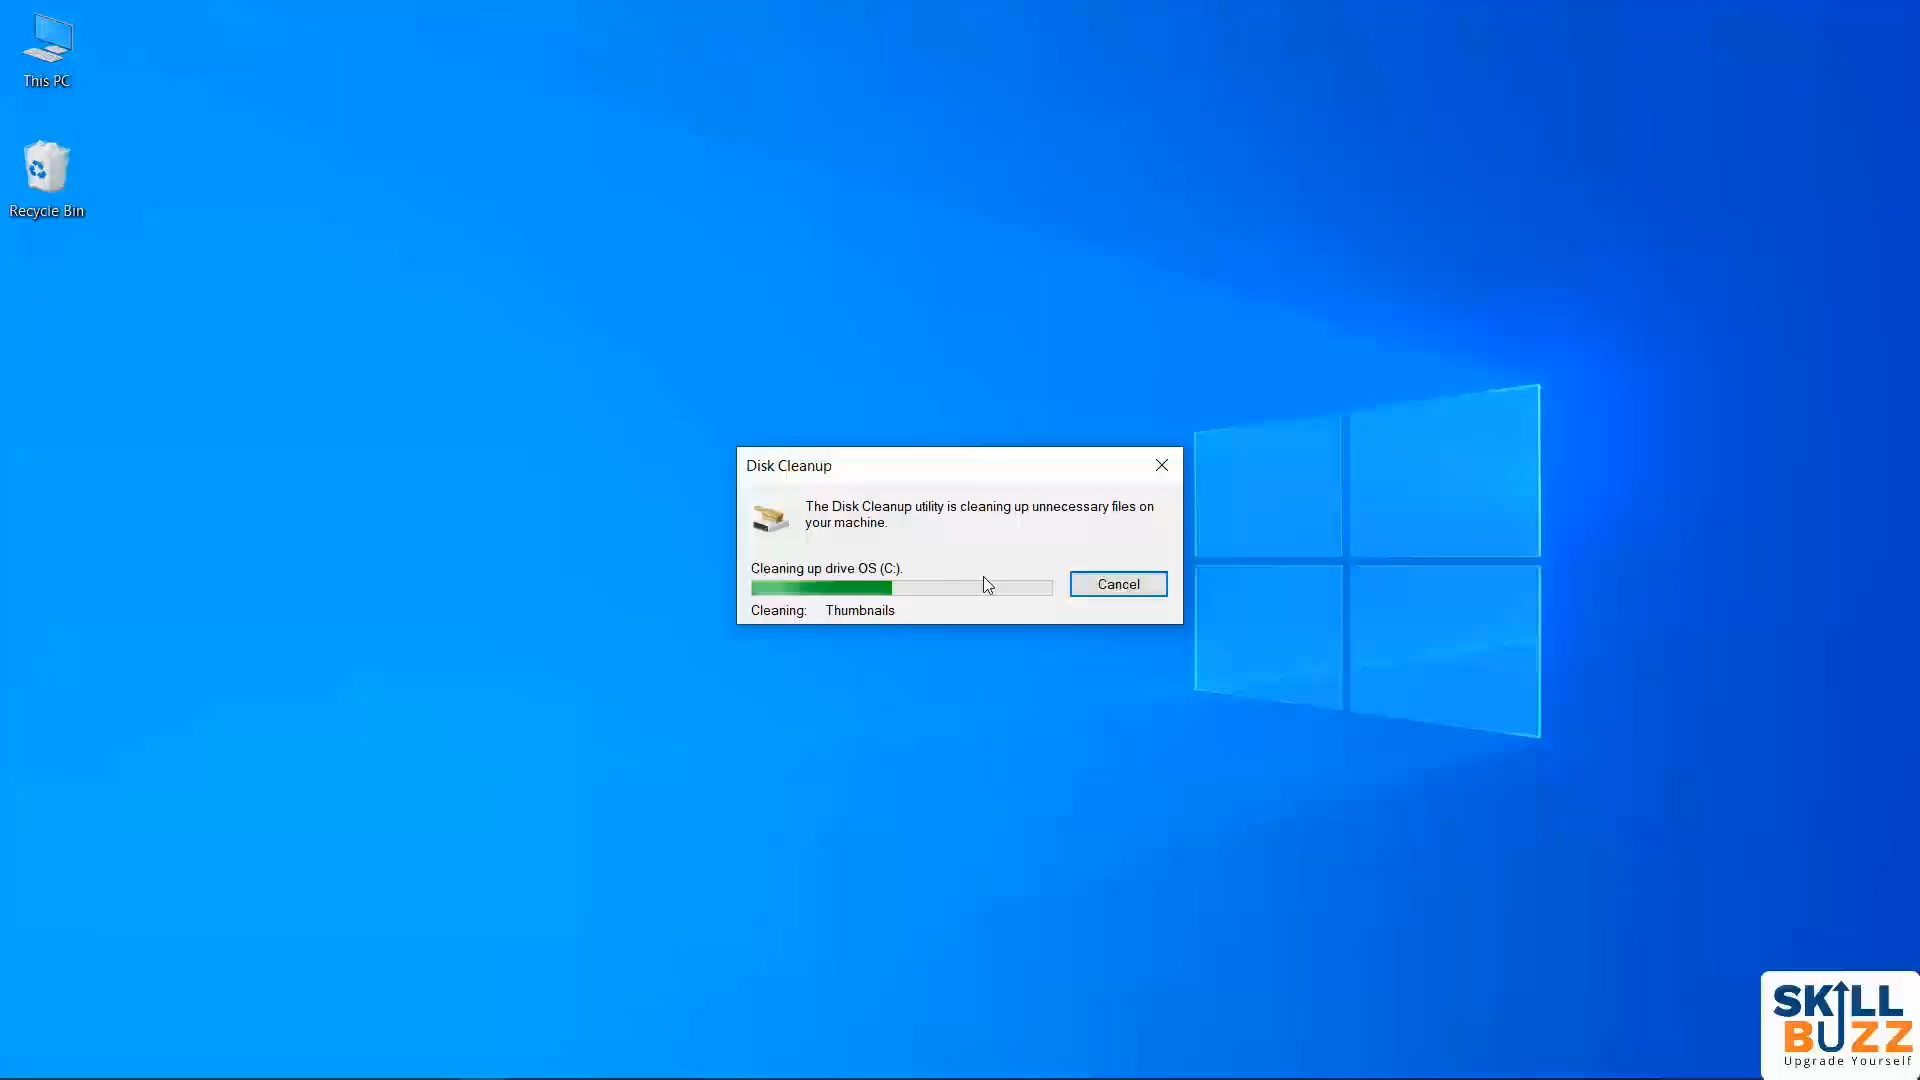 This PC
Recycle Bin
Disk Cleanup
The Disk Cleanup utility is cleaning up unnecessary files on
your machine.
Cleaning up drive OS (C:).
Cancel
Cleaning: Thumbnails
SKILL
BUZZ
Upgrade Yourself